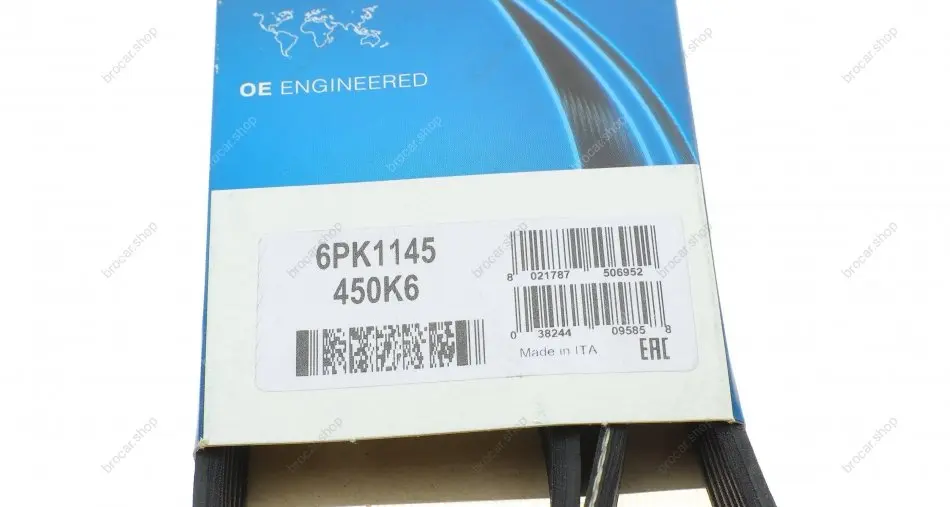 OE ENGINEERED
6PK1145
450K6
8 021787 506952
0 38244 09585 8
Made in ITA
EAC
brocar.shop